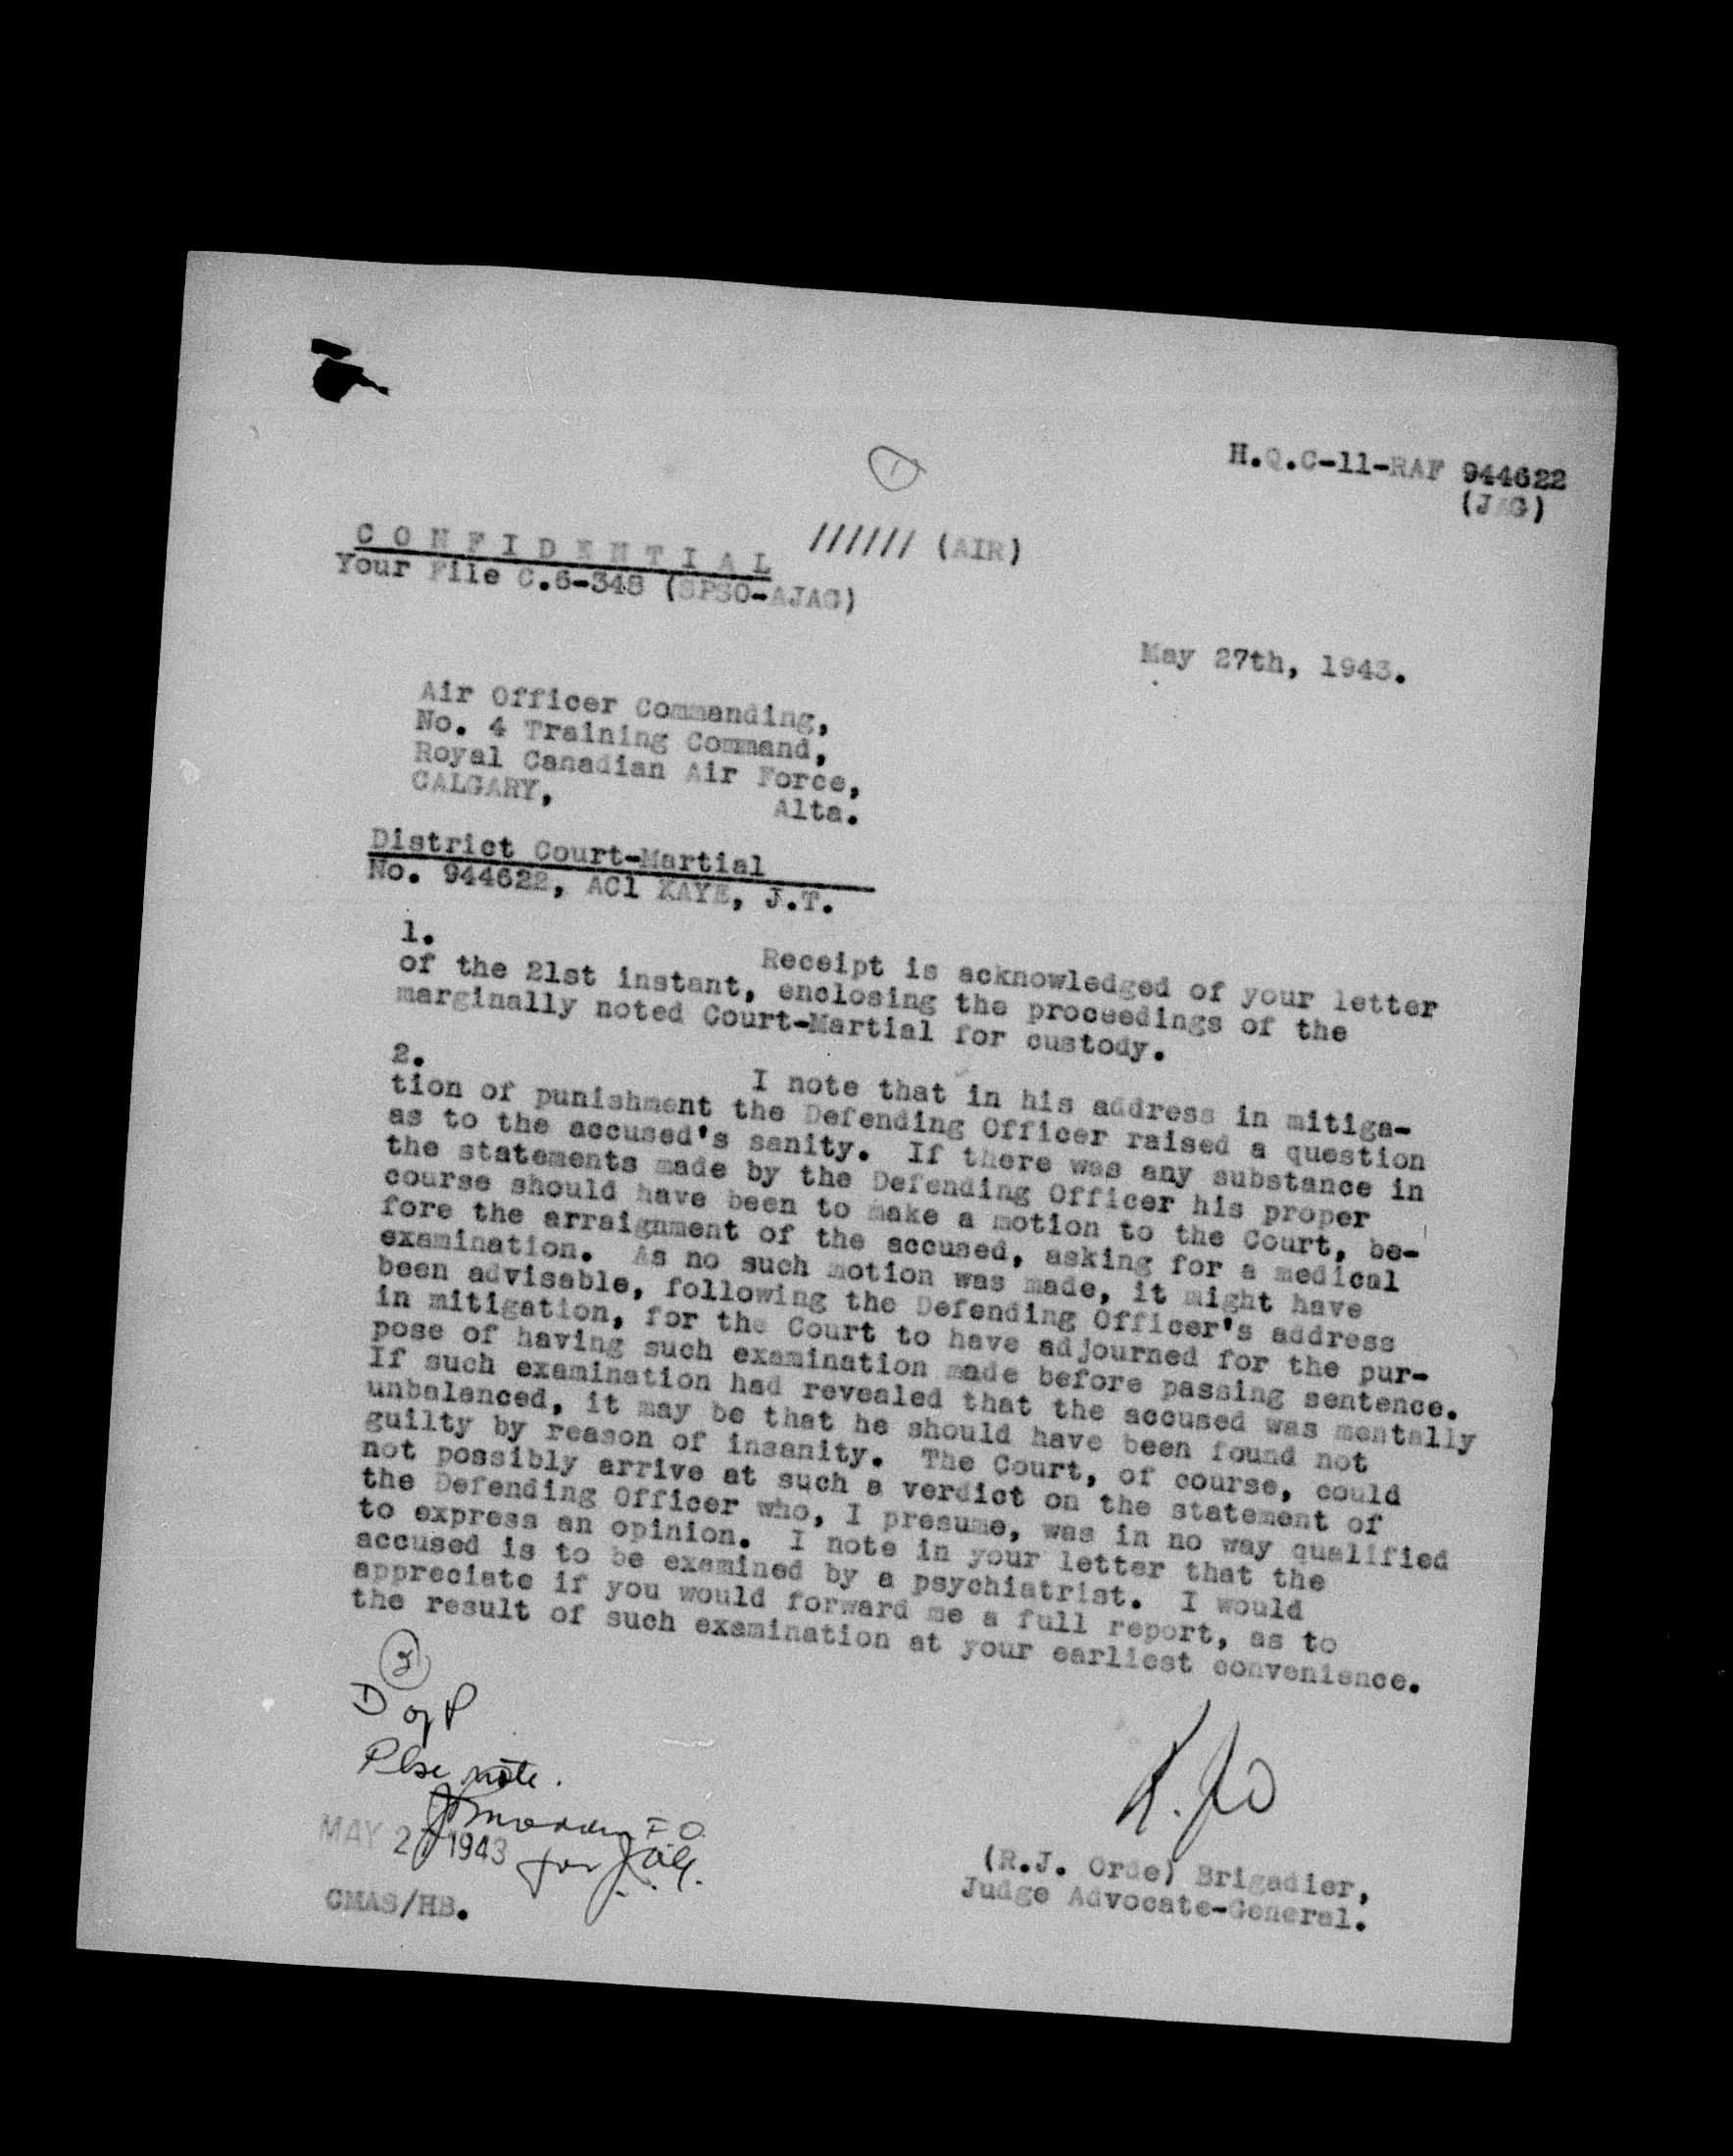 H.Q.C-11-RAF 944622
(JAG)
C O N F I D E N T I A L ////// (AIR)
Your File C.6-348 (SPSO-AJAG)
May 27th, 1943.
Air Officer Commanding,
No. 4 Training Command,
Royal Canadian Air Force,
CALGARY, Alta.
District Court-Martial
No. 944622, AC1 KAYE, J.T.
1. Receipt is acknowledged of your letter
of the 21st instant, enclosing the proceedings of the
marginally noted Court-Martial for custody.
2. I note that in his address in mitiga-
tion of punishment the Defending Officer raised a question
as to the accused's sanity. If there was any substance in
the statements made by the Defending Officer his proper
course should have been to make a motion to the Court, be-
fore the arraignment of the accused, asking for a medical
examination. As no such motion was made, it might have
been advisable, following the Defending Officer's address
in mitigation, for the Court to have adjourned for the pur-
pose of having such examination made before passing sentence.
If such examination had revealed that the accused was mentally
unbalanced, it may be that he should have been found not
guilty by reason of insanity. The Court, of course, could
not possibly arrive at such a verdict on the statement of
the Defending Officer who, I presume, was in no way qualified
to express an opinion. I note in your letter that the
accused is to be examined by a psychiatrist. I would
appreciate if you would forward me a full report, as to
the result of such examination at your earliest convenience.
2
D of P
Plse note.
F O
MAY 27 1943 for J.A.G.
(R.J. Orde) Brigadier,
Judge Advocate-General.
CMAS/HB.